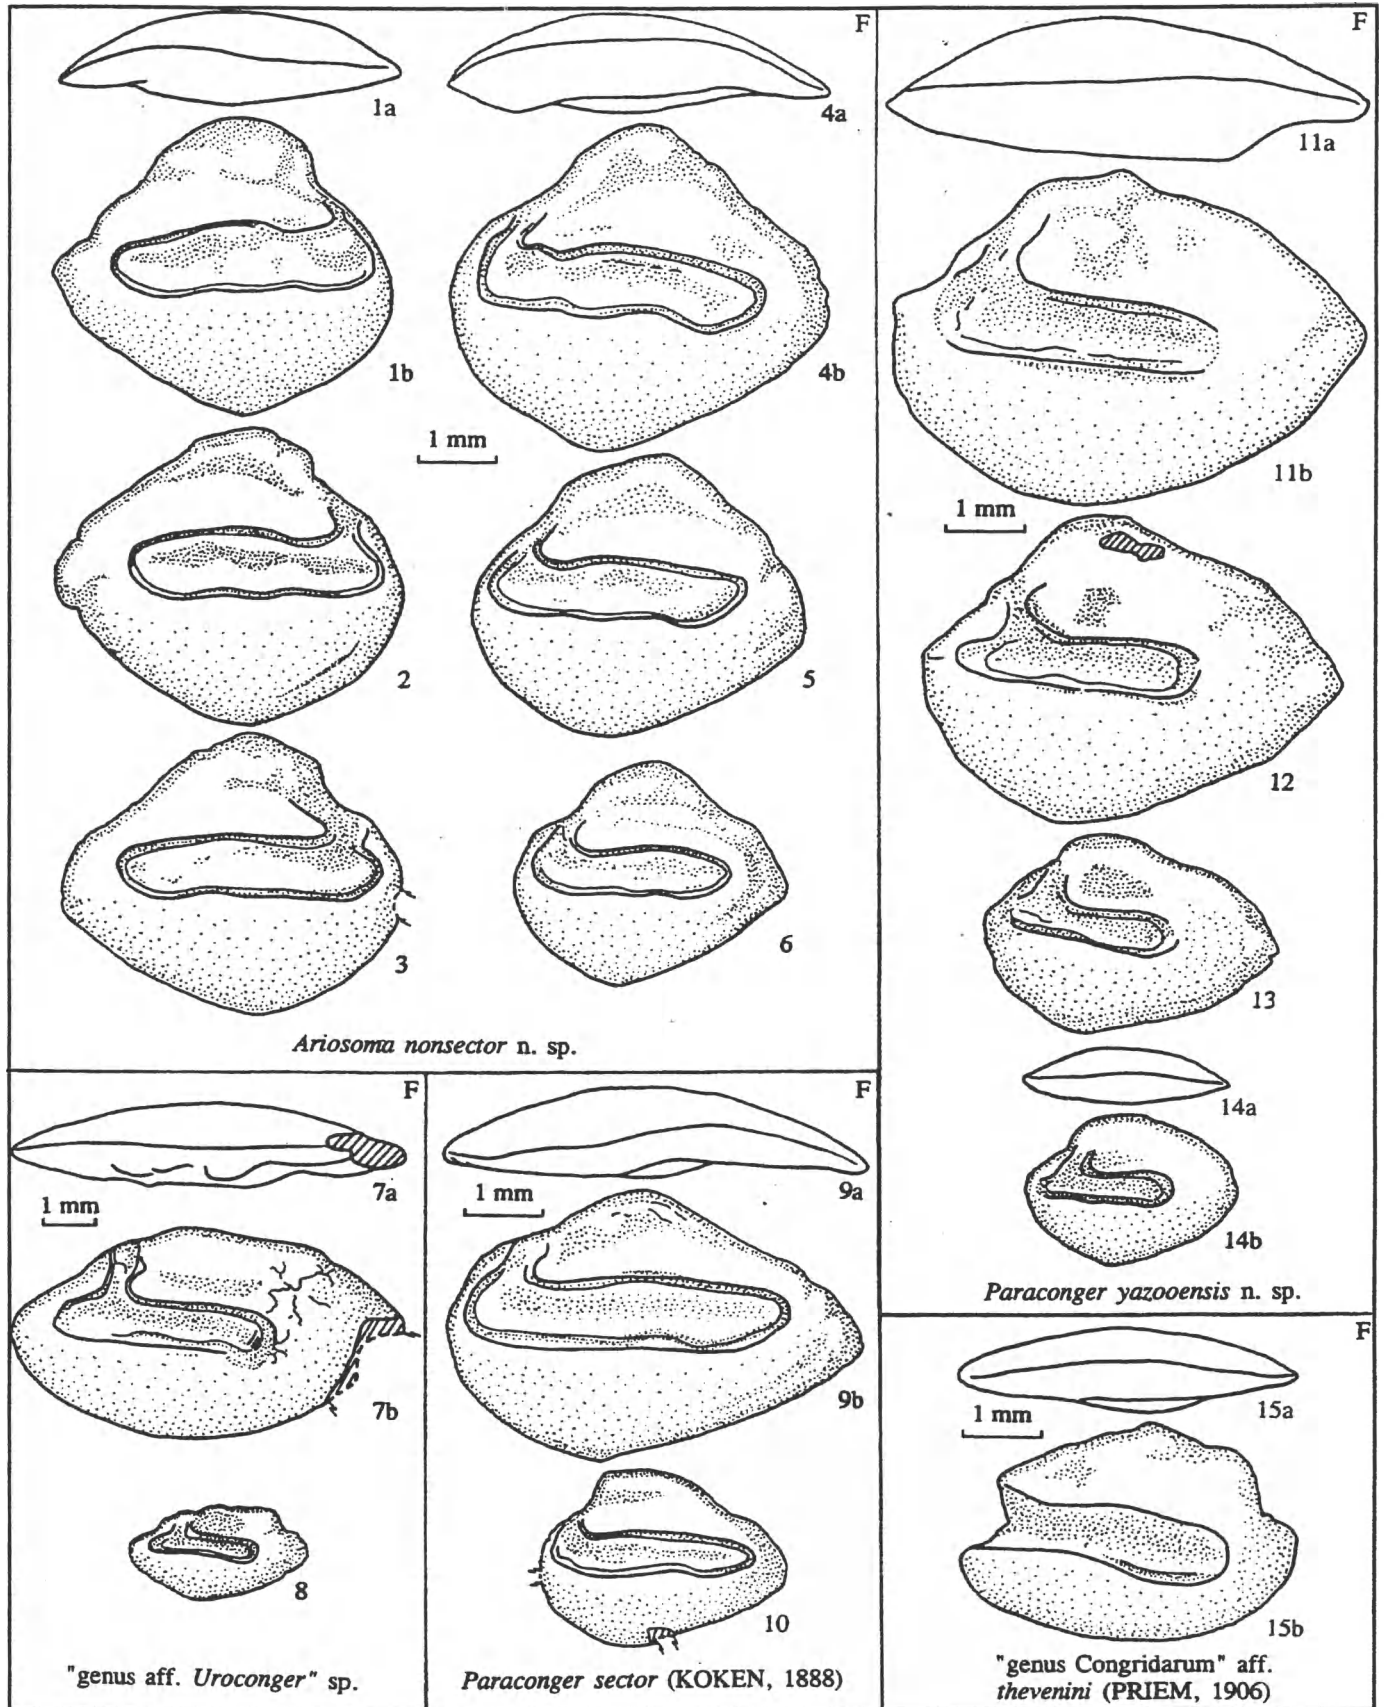 F
1a
4a
1b
4b
1 mm
2
5
3
6
Ariosoma nonsector n. sp.
F
11a
11b
1 mm
12
13
14a
14b
Paraconger yazooensis n. sp.
F
7a
1 mm
7b
8
"genus aff. Uroconger" sp.
F
9a
1 mm
9b
10
Paraconger sector (KOKEN, 1888)
F
15a
1 mm
15b
"genus Congridarum" aff.
thevenini (PRIEM, 1906)